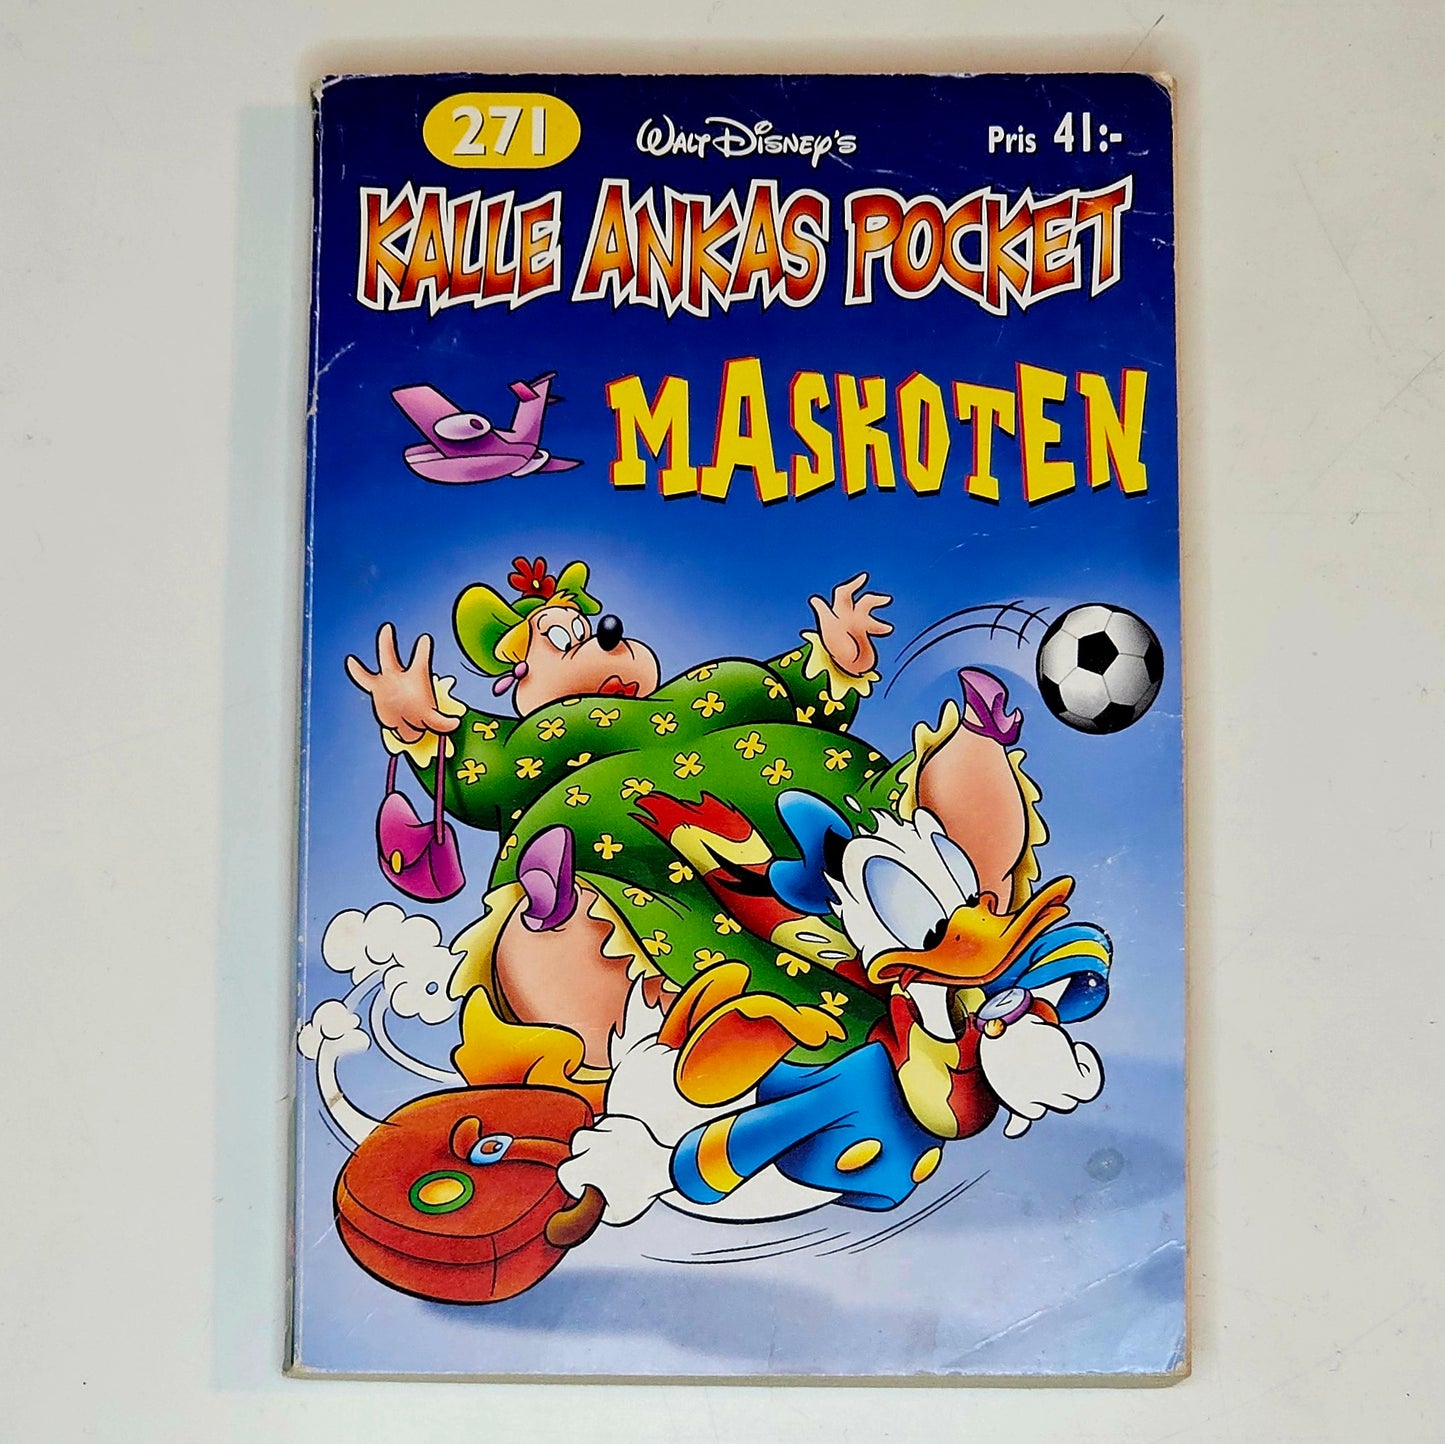 271
WALT DISNEY'S
Pris 41:-
KALLE ANKAS POCKET
MASKOTEN